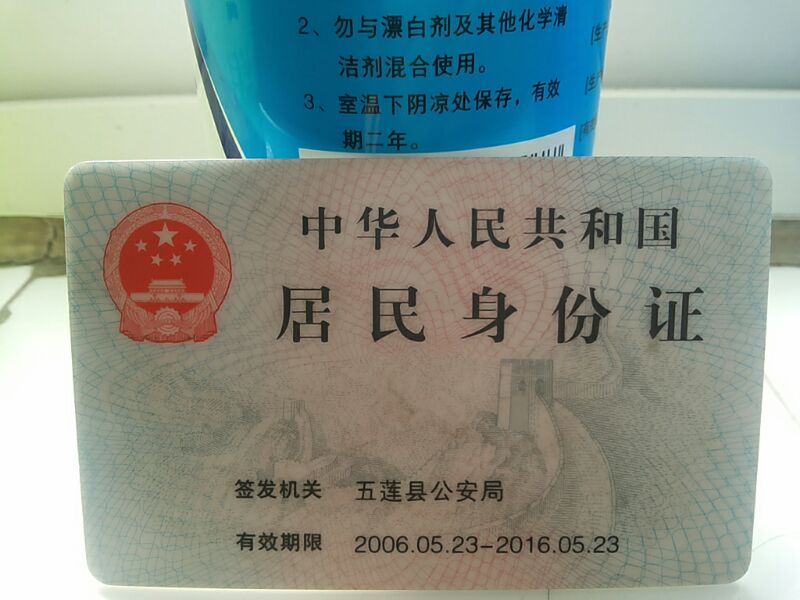 2、勿与漂白剂及其他化学清
洁剂混合使用。
3、室温下阴凉处保存，有效
期二年。
中华人民共和国
居民身份证
签发机关 五莲县公安局
有效期限 2006.05.23-2016.05.23